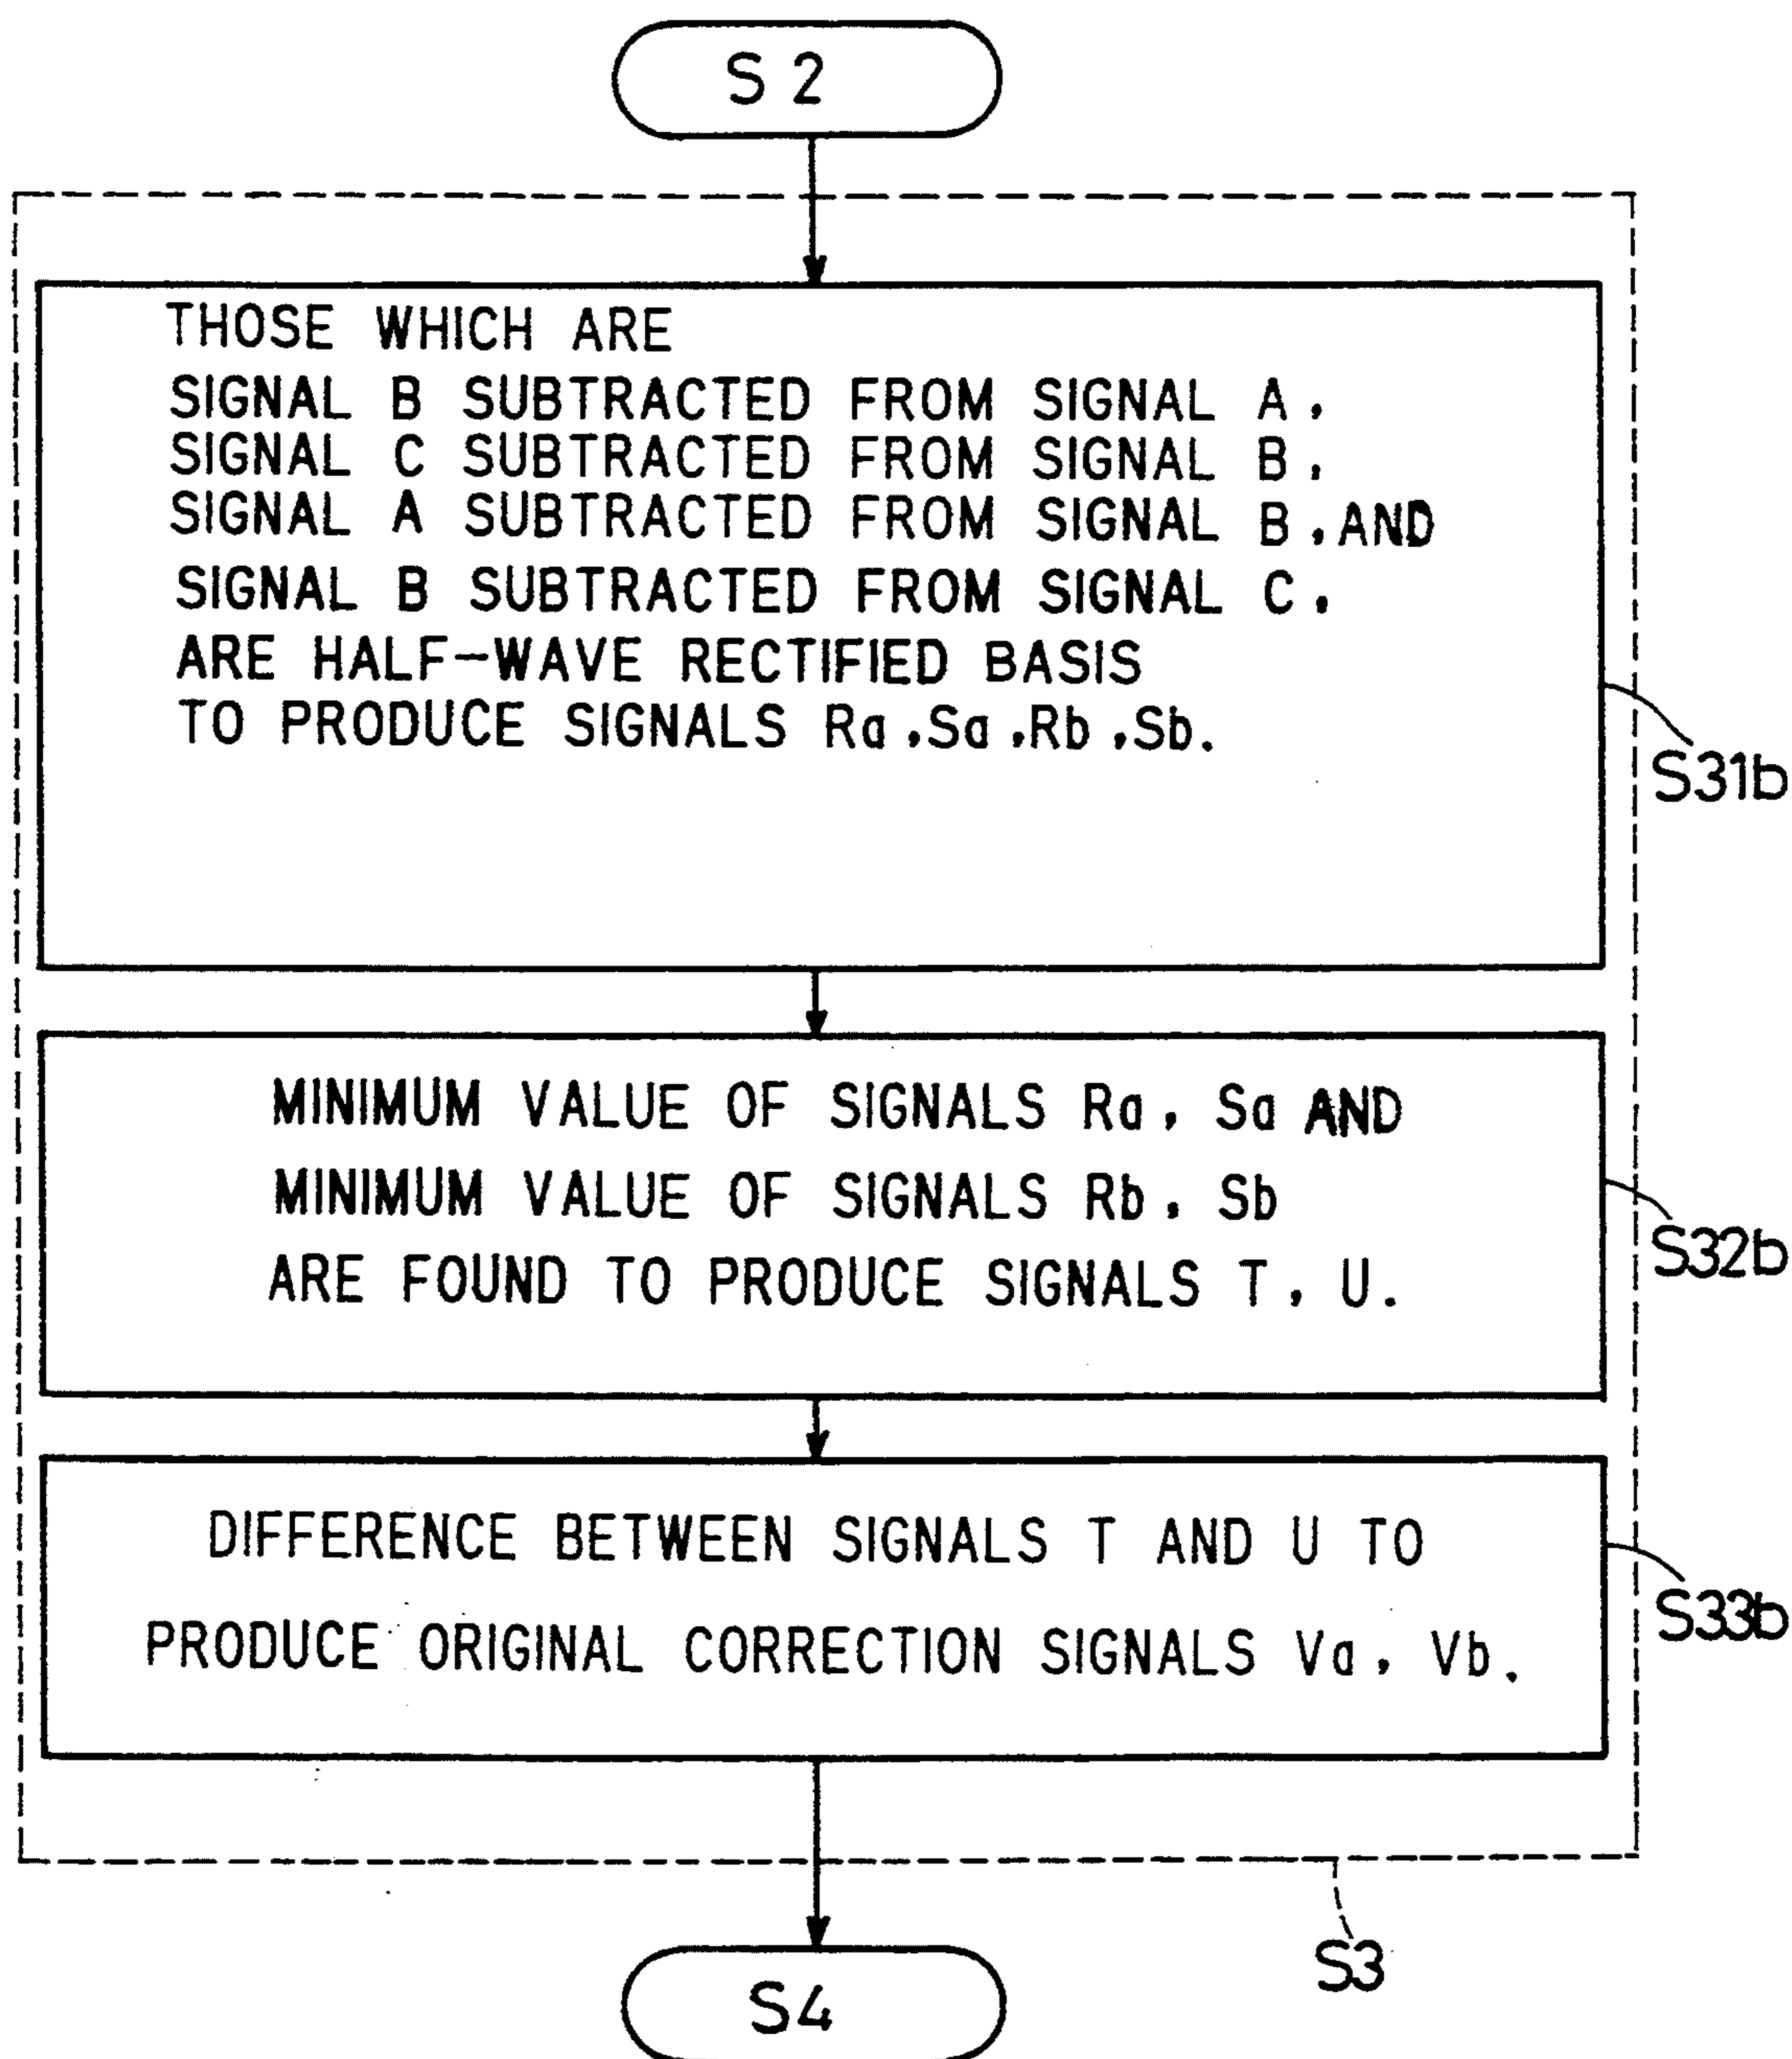 S2
THOSE WHICH ARE
SIGNAL B SUBTRACTED FROM SIGNAL A,
SIGNAL C SUBTRACTED FROM SIGNAL B,
SIGNAL A SUBTRACTED FROM SIGNAL B, AND
SIGNAL B SUBTRACTED FROM SIGNAL C,
ARE HALF-WAVE RECTIFIED BASIS
TO PRODUCE SIGNALS Ra, Sa, Rb, Sb.
S31b
MINIMUM VALUE OF SIGNALS Ra, Sa AND
MINIMUM VALUE OF SIGNALS Rb, Sb
ARE FOUND TO PRODUCE SIGNALS T, U.
S32b
DIFFERENCE BETWEEN SIGNALS T AND U TO
PRODUCE ORIGINAL CORRECTION SIGNALS Va, Vb.
S33b
S3
S4